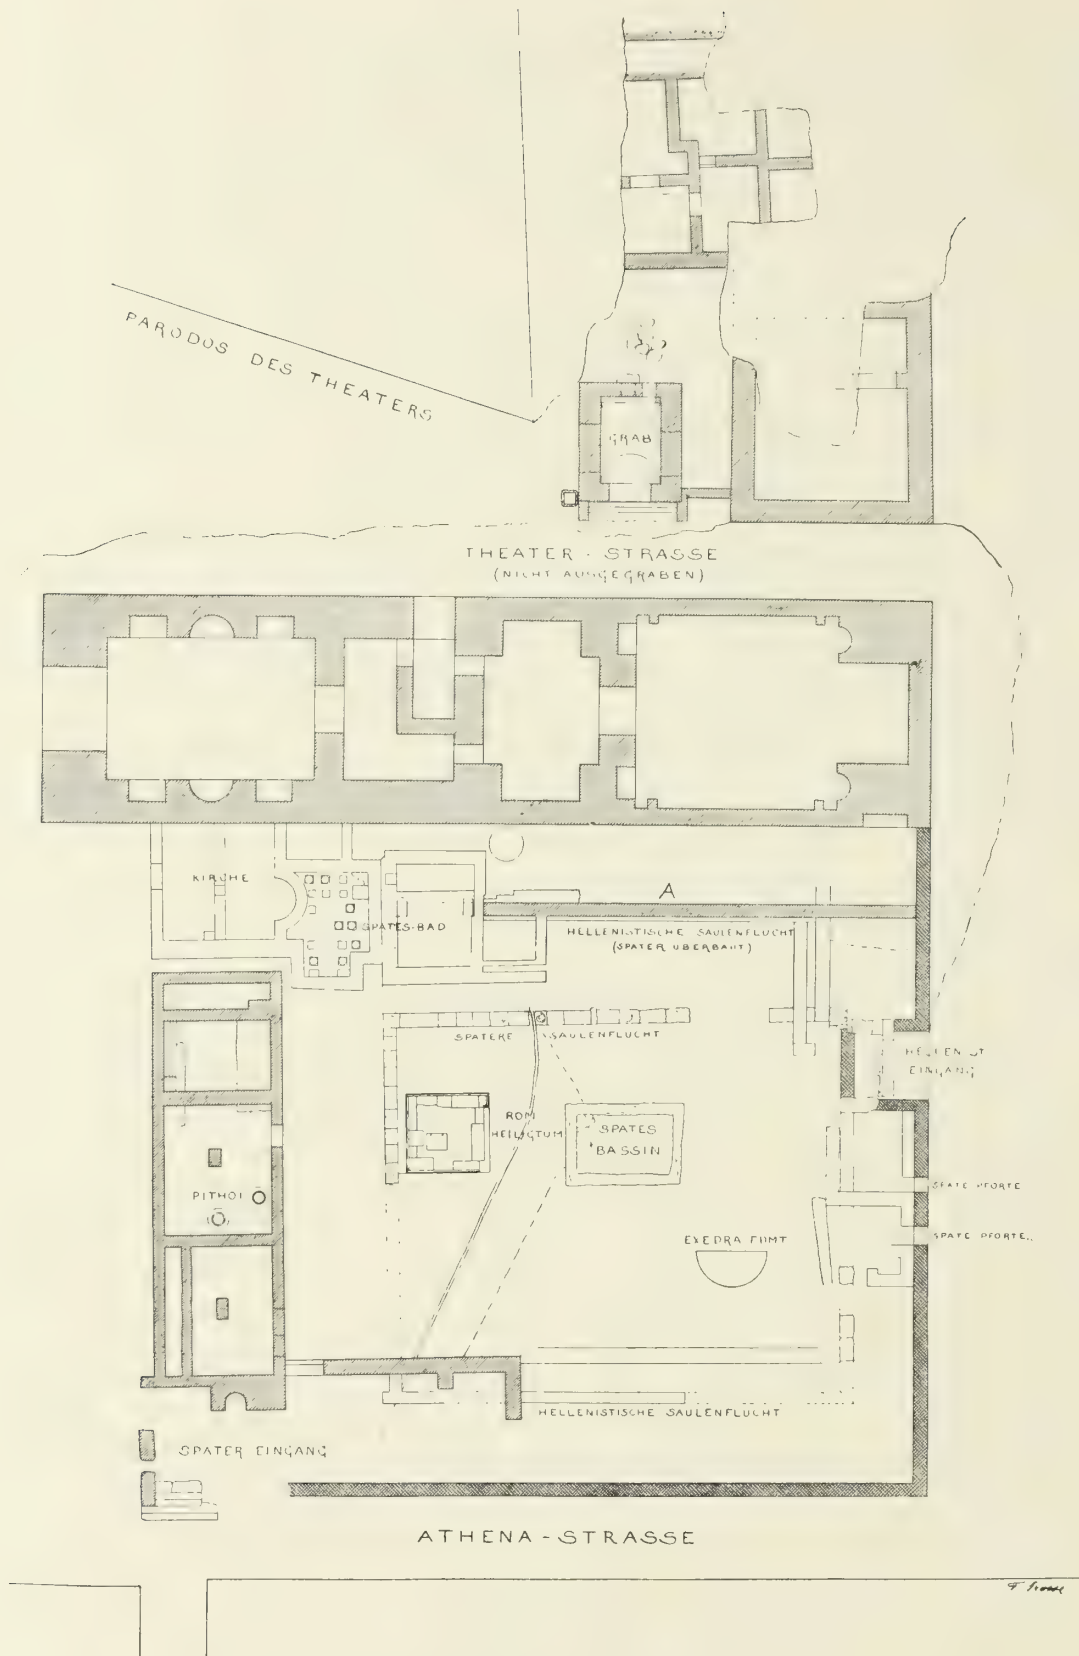 PARODOS DES THEATERS
GRAB
THEATER - STRASSE
(NICHT AUSGEGRABEN)
KIRCHE
A
SPATES-BAD
HELLENISTISCHE SAULENFLUCHT
(SPATER UBERBAUT)
SPATERE SAULENFLUCHT
HELLENIST
EINGANG
ROM
HEILIGTUM
SPATES
BASSIN
SPATE PFORTE
PITHOI
SPATE PFORTE
EXEDRA
HELLENISTISCHE SAULENFLUCHT
SPATER EINGANG
ATHENA-STRASSE